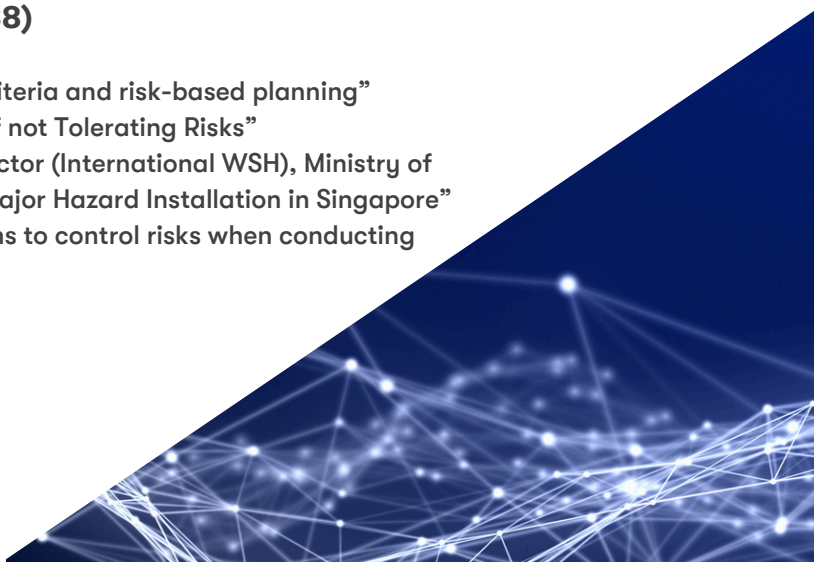 8)
iteria and risk-based planning”
f not Tolerating Risks”
ctor (International WSH), Ministry of
ajor Hazard Installation in Singapore”
ns to control risks when conducting